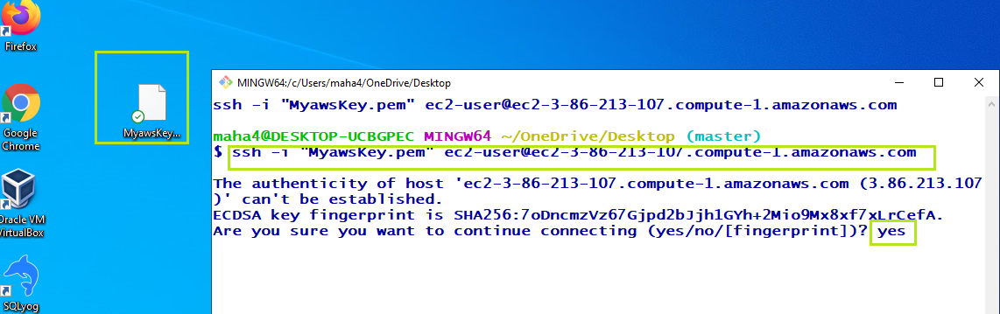 Firefox
Google
Chrome
Oracle VM
VirtualBox
SQLyog
MyawsKey...
MINGW64:/c/Users/maha4/OneDrive/Desktop
ssh -i "MyawsKey.pem" ec2-user@ec2-3-86-213-107.compute-1.amazonaws.com
maha4@DESKTOP-UCBGPEC MINGW64 ~/OneDrive/Desktop (master)
$ ssh -i "MyawsKey.pem" ec2-user@ec2-3-86-213-107.compute-1.amazonaws.com
The authenticity of host 'ec2-3-86-213-107.compute-1.amazonaws.com (3.86.213.107
)' can't be established.
ECDSA key fingerprint is SHA256:7oDncmzVz67Gjpd2bJjh1GYh+2Mio9Mx8xf7xLrCefA.
Are you sure you want to continue connecting (yes/no/[fingerprint])? yes